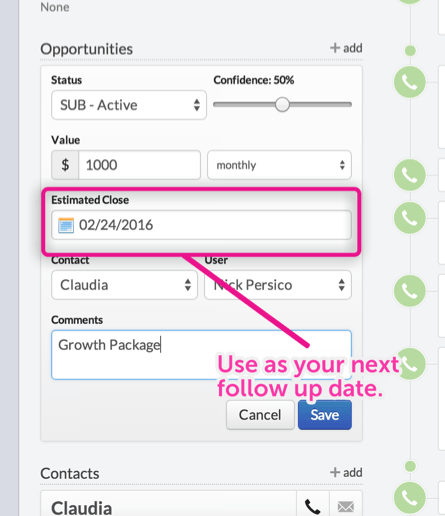 None
Opportunities + add
Status Confidence: 50%
SUB - Active
Value
$ 1000 monthly
Estimated Close
02/24/2016
Contact User
Claudia Nick Persico
Comments
Growth Package
Use as your next
follow up date.
Cancel Save
Contacts + add
Claudia